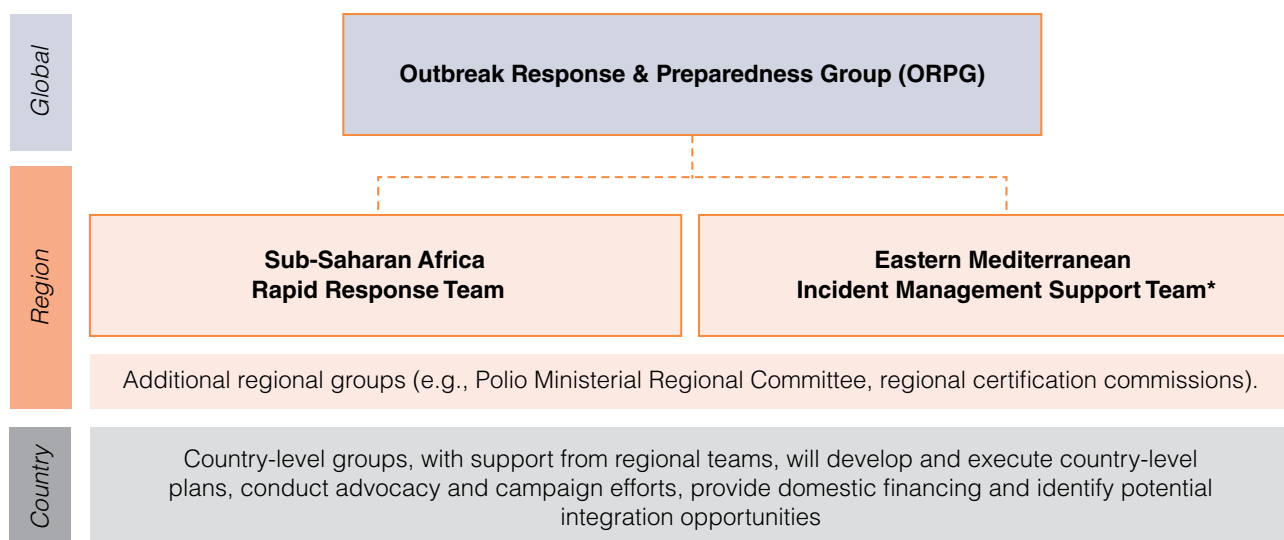 Global
Outbreak Response & Preparedness Group (ORPG)
Region
Sub-Saharan Africa
Rapid Response Team
Eastern Mediterranean
Incident Management Support Team*
Additional regional groups (e.g., Polio Ministerial Regional Committee, regional certification commissions).
Country
Country-level groups, with support from regional teams, will develop and execute country-level
plans, conduct advocacy and campaign efforts, provide domestic financing and identify potential
integration opportunities